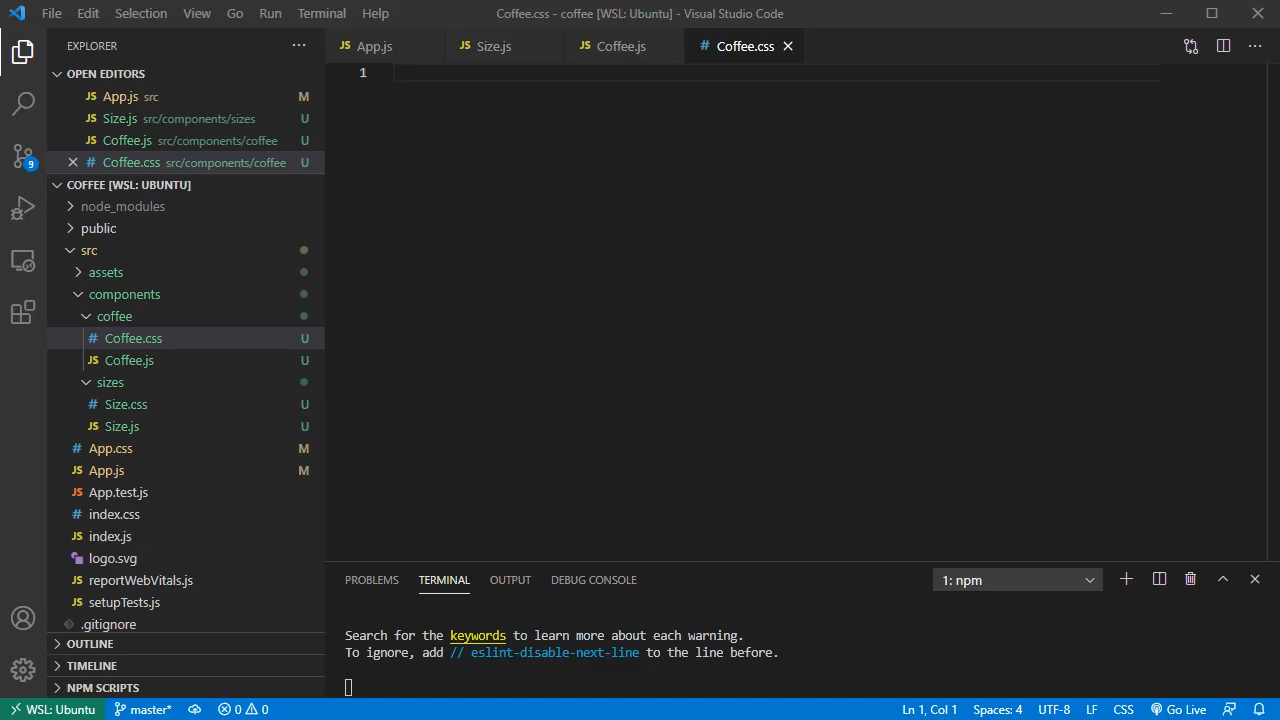 File Edit Selection View Go Run Terminal Help Coffee.css - coffee [WSL: Ubuntu] - Visual Studio Code
EXPLORER
OPEN EDITORS
JS App.js src M
JS Size.js src/components/sizes U
JS Coffee.js src/components/coffee U
# Coffee.css src/components/coffee U
9
COFFEE [WSL: UBUNTU]
node_modules
public
src
assets
components
coffee
# Coffee.css U
JS Coffee.js U
sizes
# Size.css U
JS Size.js U
# App.css M
JS App.js M
JS App.test.js
# index.css
JS index.js
logo.svg
JS reportWebVitals.js
JS setupTests.js
.gitignore
OUTLINE
TIMELINE
NPM SCRIPTS
JS App.js JS Size.js JS Coffee.js # Coffee.css
1
PROBLEMS TERMINAL OUTPUT DEBUG CONSOLE 1: npm
Search for the keywords to learn more about each warning.
To ignore, add // eslint-disable-next-line to the line before.
WSL: Ubuntu master* 0 0 Ln 1, Col 1 Spaces: 4 UTF-8 LF CSS Go Live